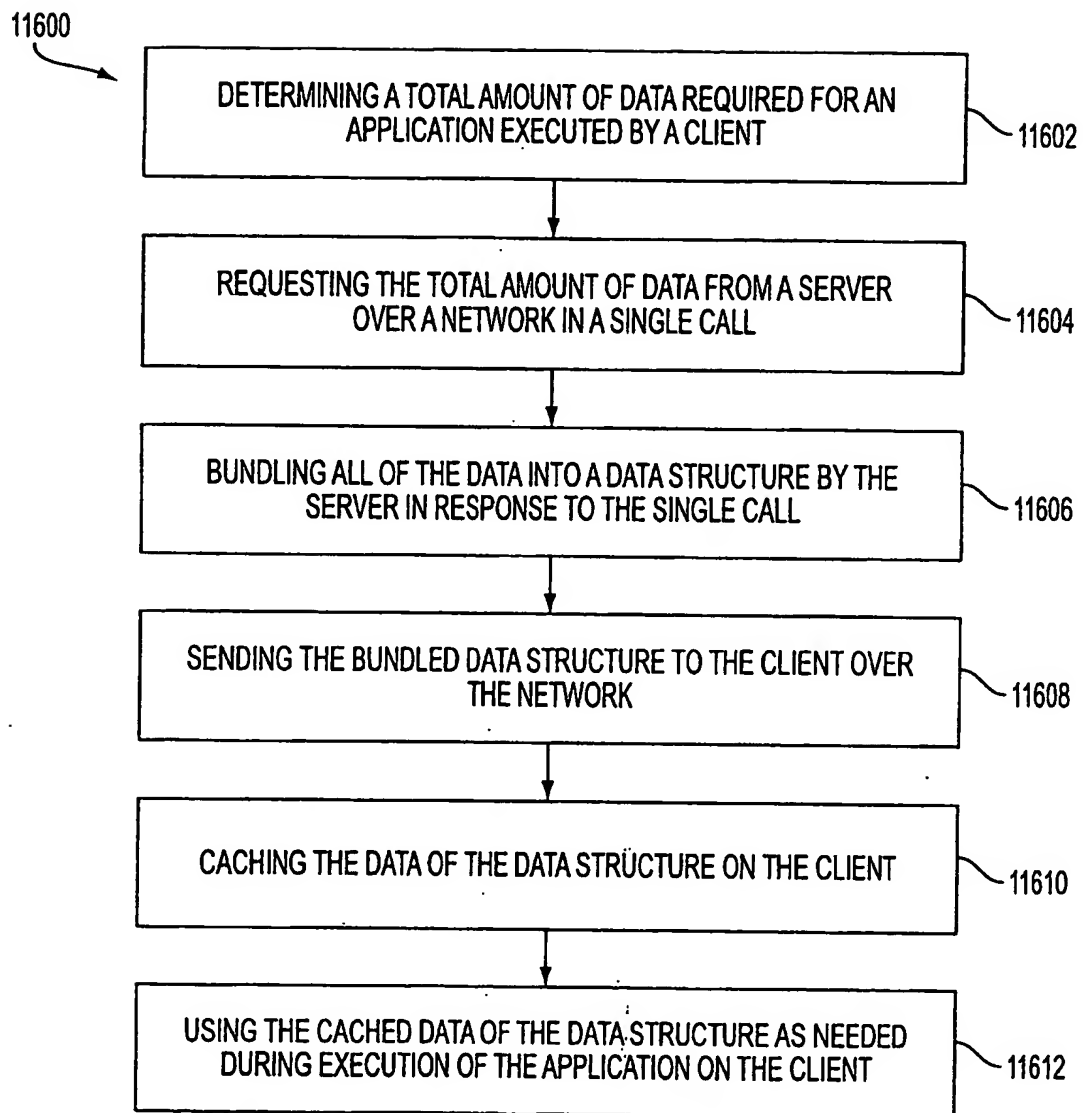 11600
DETERMINING A TOTAL AMOUNT OF DATA REQUIRED FOR AN
APPLICATION EXECUTED BY A CLIENT
11602
REQUESTING THE TOTAL AMOUNT OF DATA FROM A SERVER
OVER A NETWORK IN A SINGLE CALL
11604
BUNDLING ALL OF THE DATA INTO A DATA STRUCTURE BY THE
SERVER IN RESPONSE TO THE SINGLE CALL
11606
SENDING THE BUNDLED DATA STRUCTURE TO THE CLIENT OVER
THE NETWORK
11608
CACHING THE DATA OF THE DATA STRUCTURE ON THE CLIENT
11610
USING THE CACHED DATA OF THE DATA STRUCTURE AS NEEDED
DURING EXECUTION OF THE APPLICATION ON THE CLIENT
11612